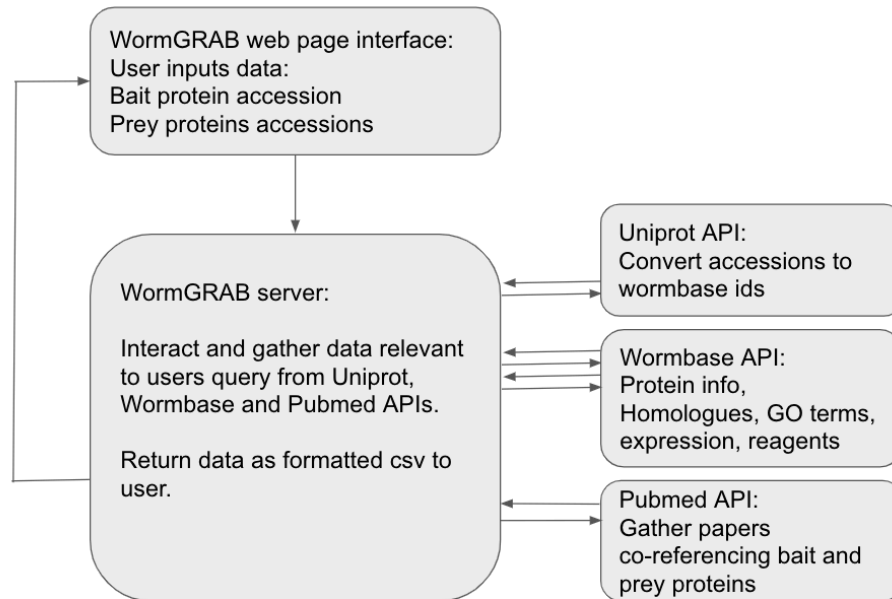 WormGRAB web page interface:
User inputs data:
Bait protein accession
Prey proteins accessions
WormGRAB server:
Interact and gather data relevant
to users query from Uniprot,
Wormbase and Pubmed APIs.
Return data as formatted csv to
user.
Uniprot API:
Convert accessions to
wormbase ids
Wormbase API:
Protein info,
Homologues, GO terms,
expression, reagents
Pubmed API:
Gather papers
co-referencing bait and
prey proteins